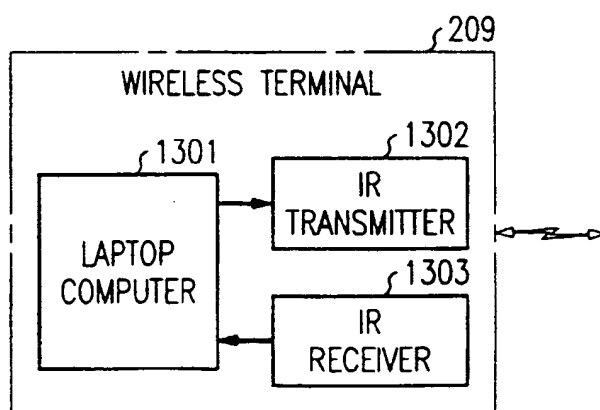 209
WIRELESS TERMINAL
1301
LAPTOP
COMPUTER
1302
IR
TRANSMITTER
1303
IR
RECEIVER